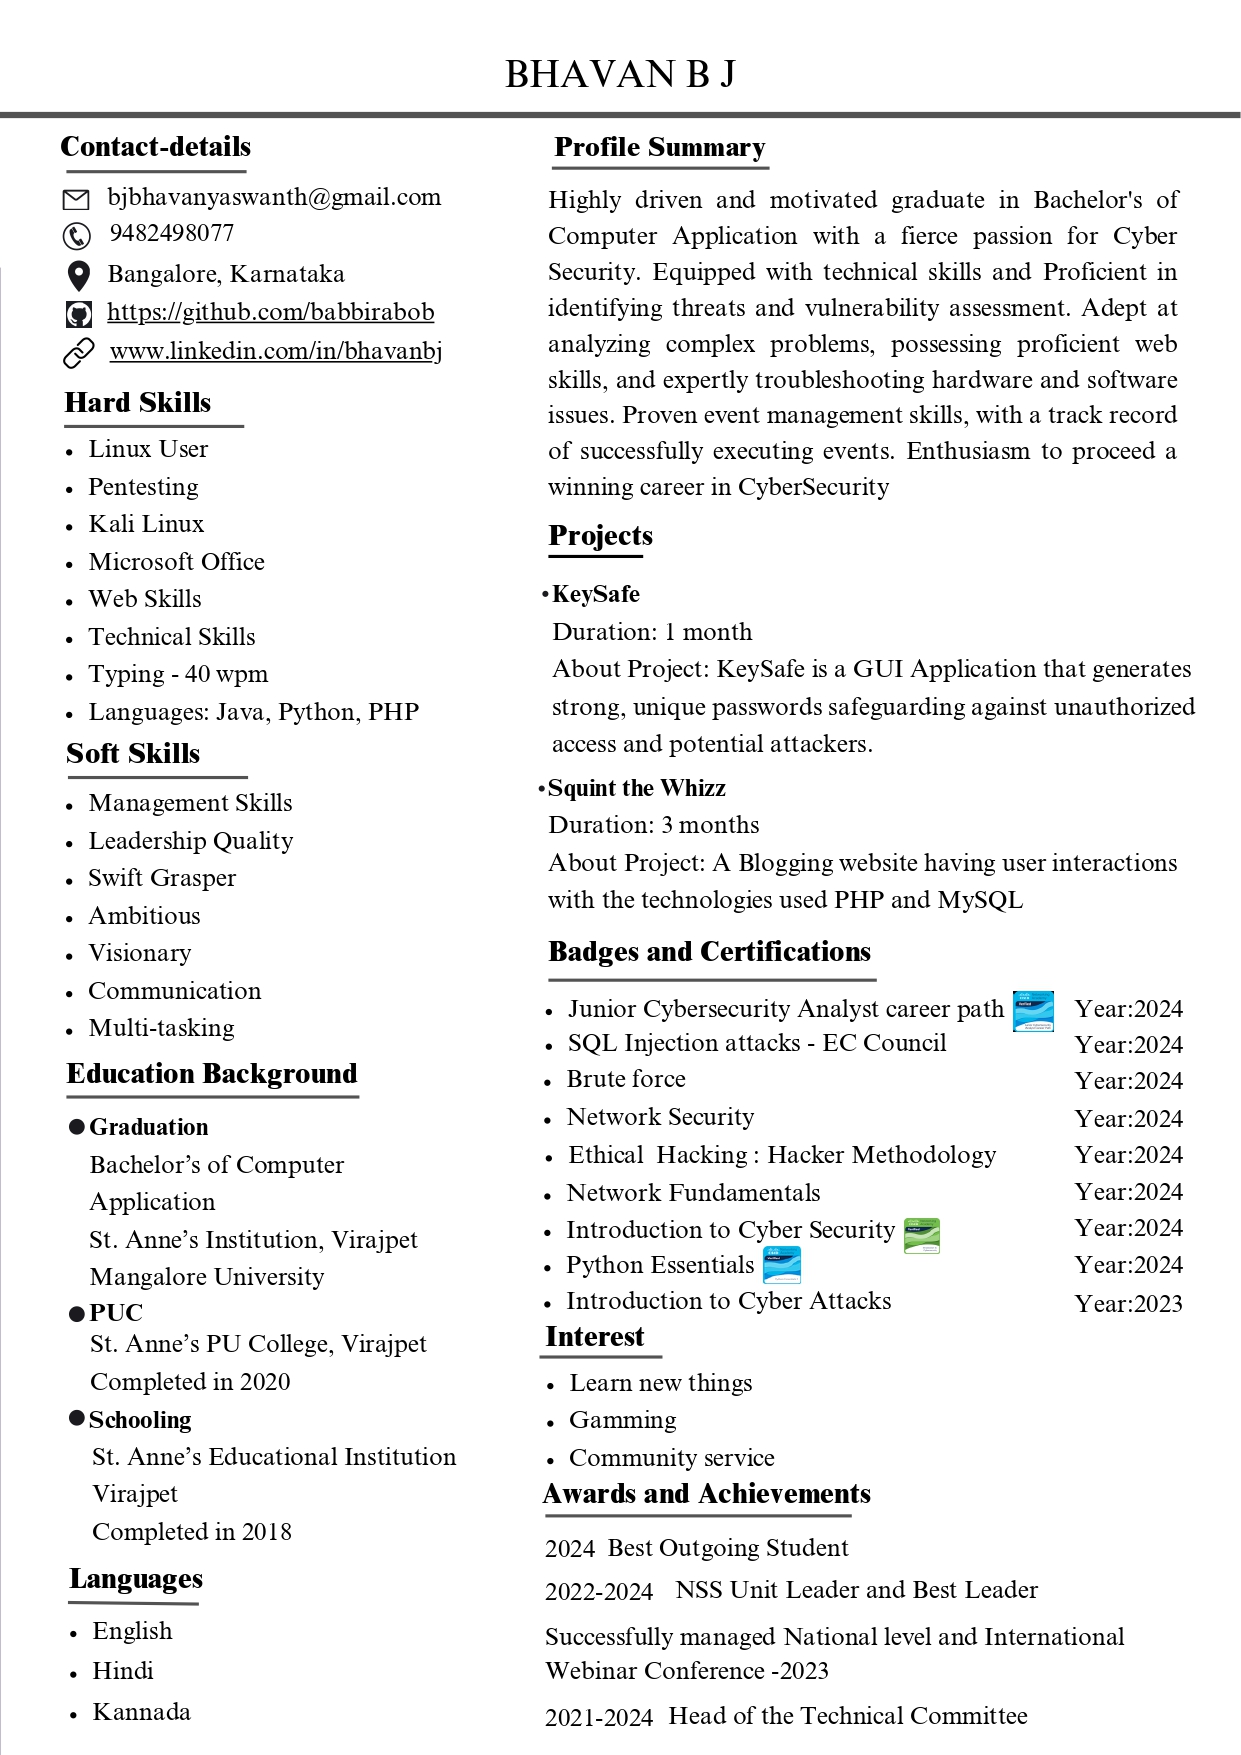 BHAVAN B J
Contact-details
bjbhavanyaswanth@gmail.com
9482498077
Bangalore, Karnataka
https://github.com/babbirabob
www.linkedin.com/in/bhavanbj
Hard Skills
• Linux User
• Pentesting
• Kali Linux
• Microsoft Office
• Web Skills
• Technical Skills
• Typing - 40 wpm
• Languages: Java, Python, PHP
Soft Skills
• Management Skills
• Leadership Quality
• Swift Grasper
• Ambitious
• Visionary
• Communication
• Multi-tasking
Education Background
• Graduation
Bachelor’s of Computer
Application
St. Anne’s Institution, Virajpet
Mangalore University
• PUC
St. Anne’s PU College, Virajpet
Completed in 2020
• Schooling
St. Anne’s Educational Institution
Virajpet
Completed in 2018
Languages
• English
• Hindi
• Kannada
Profile Summary
Highly driven and motivated graduate in Bachelor's of
Computer Application with a fierce passion for Cyber
Security. Equipped with technical skills and Proficient in
identifying threats and vulnerability assessment. Adept at
analyzing complex problems, possessing proficient web
skills, and expertly troubleshooting hardware and software
issues. Proven event management skills, with a track record
of successfully executing events. Enthusiasm to proceed a
winning career in CyberSecurity
Projects
• KeySafe
Duration: 1 month
About Project: KeySafe is a GUI Application that generates
strong, unique passwords safeguarding against unauthorized
access and potential attackers.
• Squint the Whizz
Duration: 3 months
About Project: A Blogging website having user interactions
with the technologies used PHP and MySQL
Badges and Certifications
• Junior Cybersecurity Analyst career path Year:2024
• SQL Injection attacks - EC Council Year:2024
• Brute force Year:2024
• Network Security Year:2024
• Ethical Hacking : Hacker Methodology Year:2024
• Network Fundamentals Year:2024
• Introduction to Cyber Security Year:2024
• Python Essentials Year:2024
• Introduction to Cyber Attacks Year:2023
Interest
• Learn new things
• Gamming
• Community service
Awards and Achievements
2024 Best Outgoing Student
2022-2024 NSS Unit Leader and Best Leader
Successfully managed National level and International
Webinar Conference -2023
2021-2024 Head of the Technical Committee